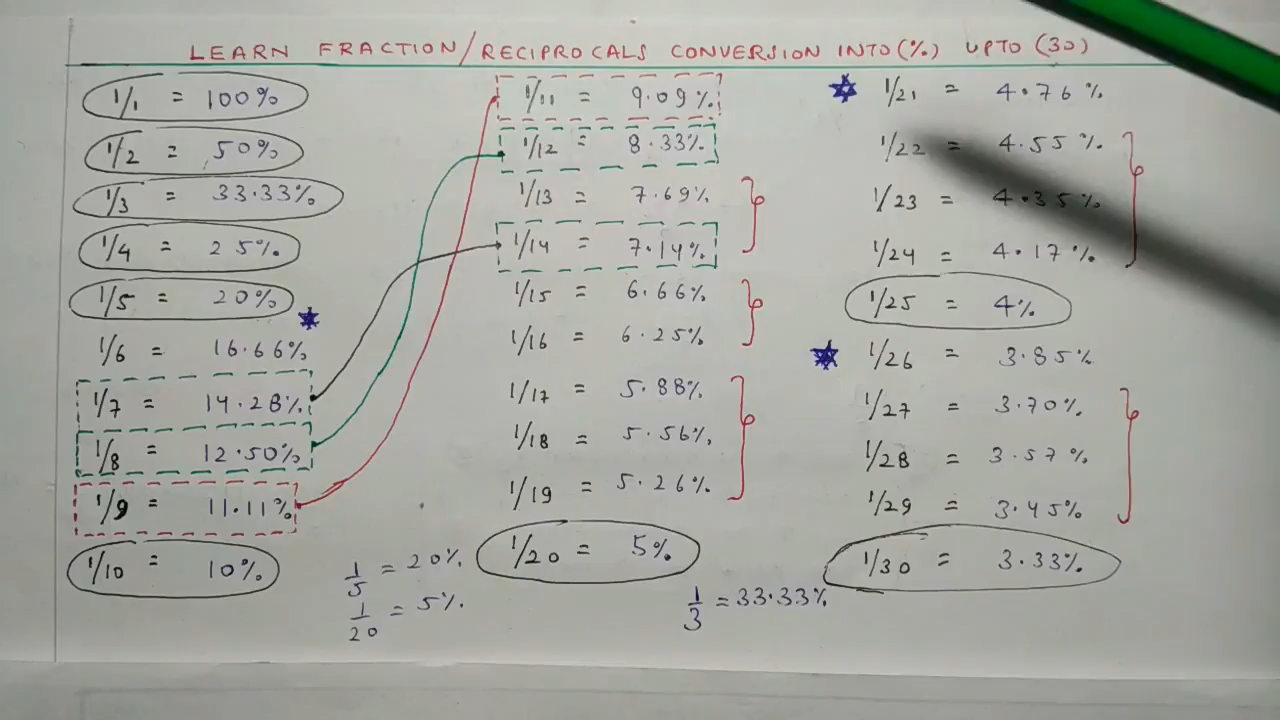 LEARN FRACTION/RECIPROCALS CONVERSION INTO(%) UPTO (30)
1/1 = 100%
1/2 = 50%
1/3 = 33.33%
1/4 = 25%
1/5 = 20%
1/6 = 16.66%
1/7 = 14.28%
1/8 = 12.50%
1/9 = 11.11%
1/10 = 10%
1/5 = 20%
1/20 = 5%
1/11 = 9.09%
1/12 = 8.33%
1/13 = 7.69%
1/14 = 7.14%
1/15 = 6.66%
1/16 = 6.25%
1/17 = 5.88%
1/18 = 5.56%
1/19 = 5.26%
1/20 = 5%
1/3 = 33.33%
1/21 = 4.76%
1/22 = 4.55%
1/23 = 4.35%
1/24 = 4.17%
1/25 = 4%
1/26 = 3.85%
1/27 = 3.70%
1/28 = 3.57%
1/29 = 3.45%
1/30 = 3.33%